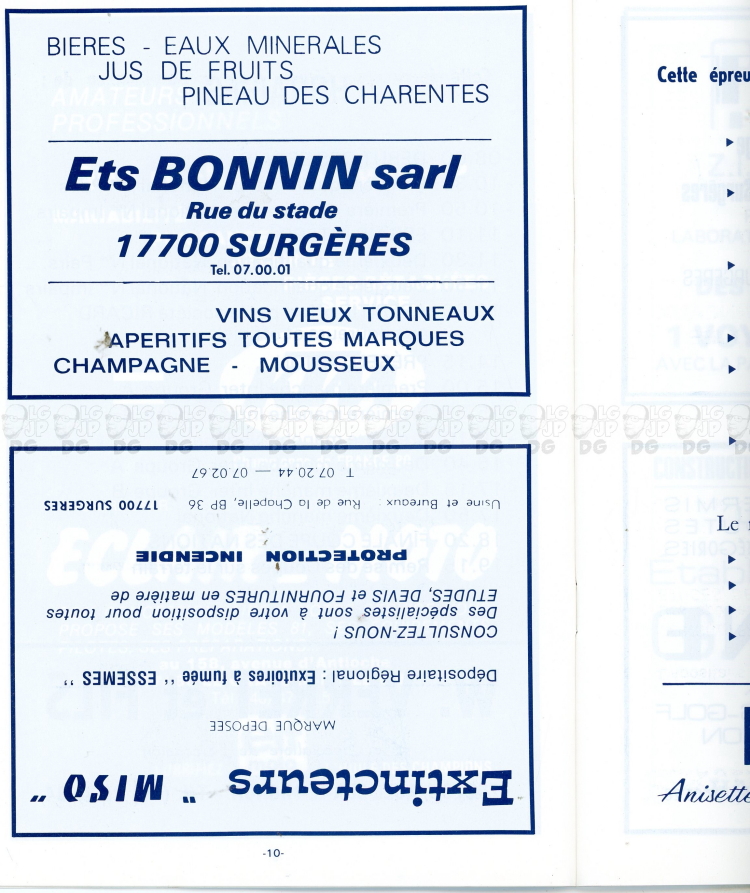 BIERES - EAUX MINERALES
JUS DE FRUITS
PINEAU DES CHARENTES
Ets BONNIN sarl
Rue du stade
17700 SURGÈRES
Tel. 07.00.01
VINS VIEUX TONNEAUX
APERITIFS TOUTES MARQUES
CHAMPAGNE - MOUSSEUX
Extincteurs " MISO "
MARQUE DEPOSEE
Dépositaire Régional : Exutoires à fumée '' ESSEMES ''
CONSULTEZ-NOUS !
Des spécialistes sont à votre disposition pour toutes
ETUDES, DEVIS et FOURNITURES en matière de
PROTECTION INCENDIE
Usine et Bureaux : Rue de la Chapelle, BP 36 17700 SURGERES
T. 07.20.44 — 07.02.67
-10-
Cette
Le
Anisette